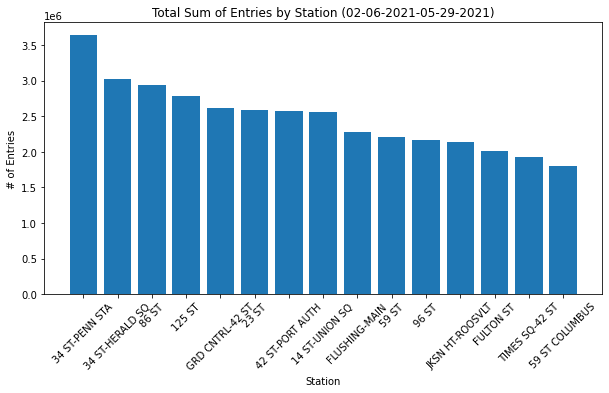 Total Sum of Entries by Station (02-06-2021-05-29-2021)
1e6
3.5
3.0
2.5
2.0
1.5
1.0
0.5
0.0
# of Entries
34 ST-PENN STA
34 ST-HERALD SQ
86 ST
125 ST
GRD CNTRL-42 ST
23 ST
42 ST-PORT AUTH
14 ST-UNION SQ
FLUSHING-MAIN
59 ST
96 ST
JKSN HT-ROOSVLT
FULTON ST
TIMES SQ-42 ST
59 ST COLUMBUS
Station